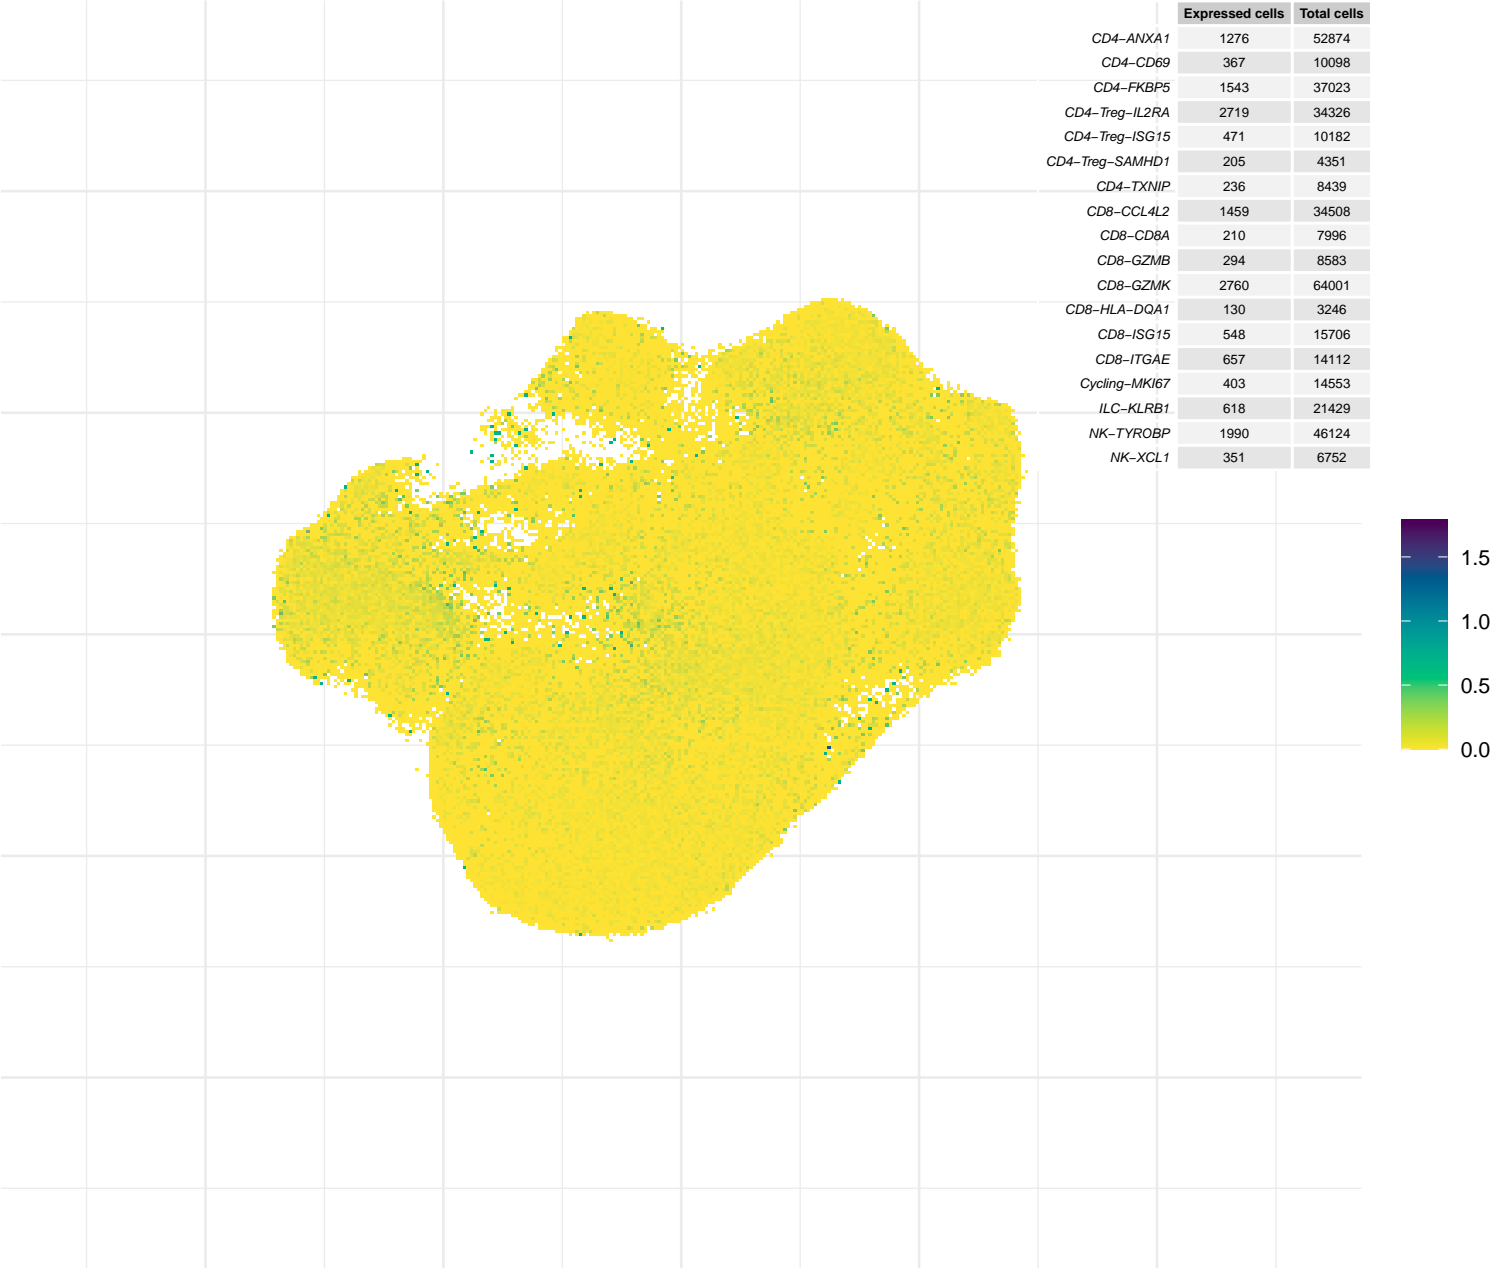 Expressed cells Total cells
CD4−ANXA1 1276 52874
CD4−CD69 367 10098
CD4−FKBP5 1543 37023
CD4−Treg−IL2RA 2719 34326
CD4−Treg−ISG15 471 10182
CD4−Treg−SAMHD1 205 4351
CD4−TXNIP 236 8439
CD8−CCL4L2 1459 34508
CD8−CD8A 210 7996
CD8−GZMB 294 8583
CD8−GZMK 2760 64001
CD8−HLA−DQA1 130 3246
CD8−ISG15 548 15706
CD8−ITGAE 657 14112
Cycling−MKI67 403 14553
ILC−KLRB1 618 21429
NK−TYROBP 1990 46124
NK−XCL1 351 6752
1.5
1.0
0.5
0.0